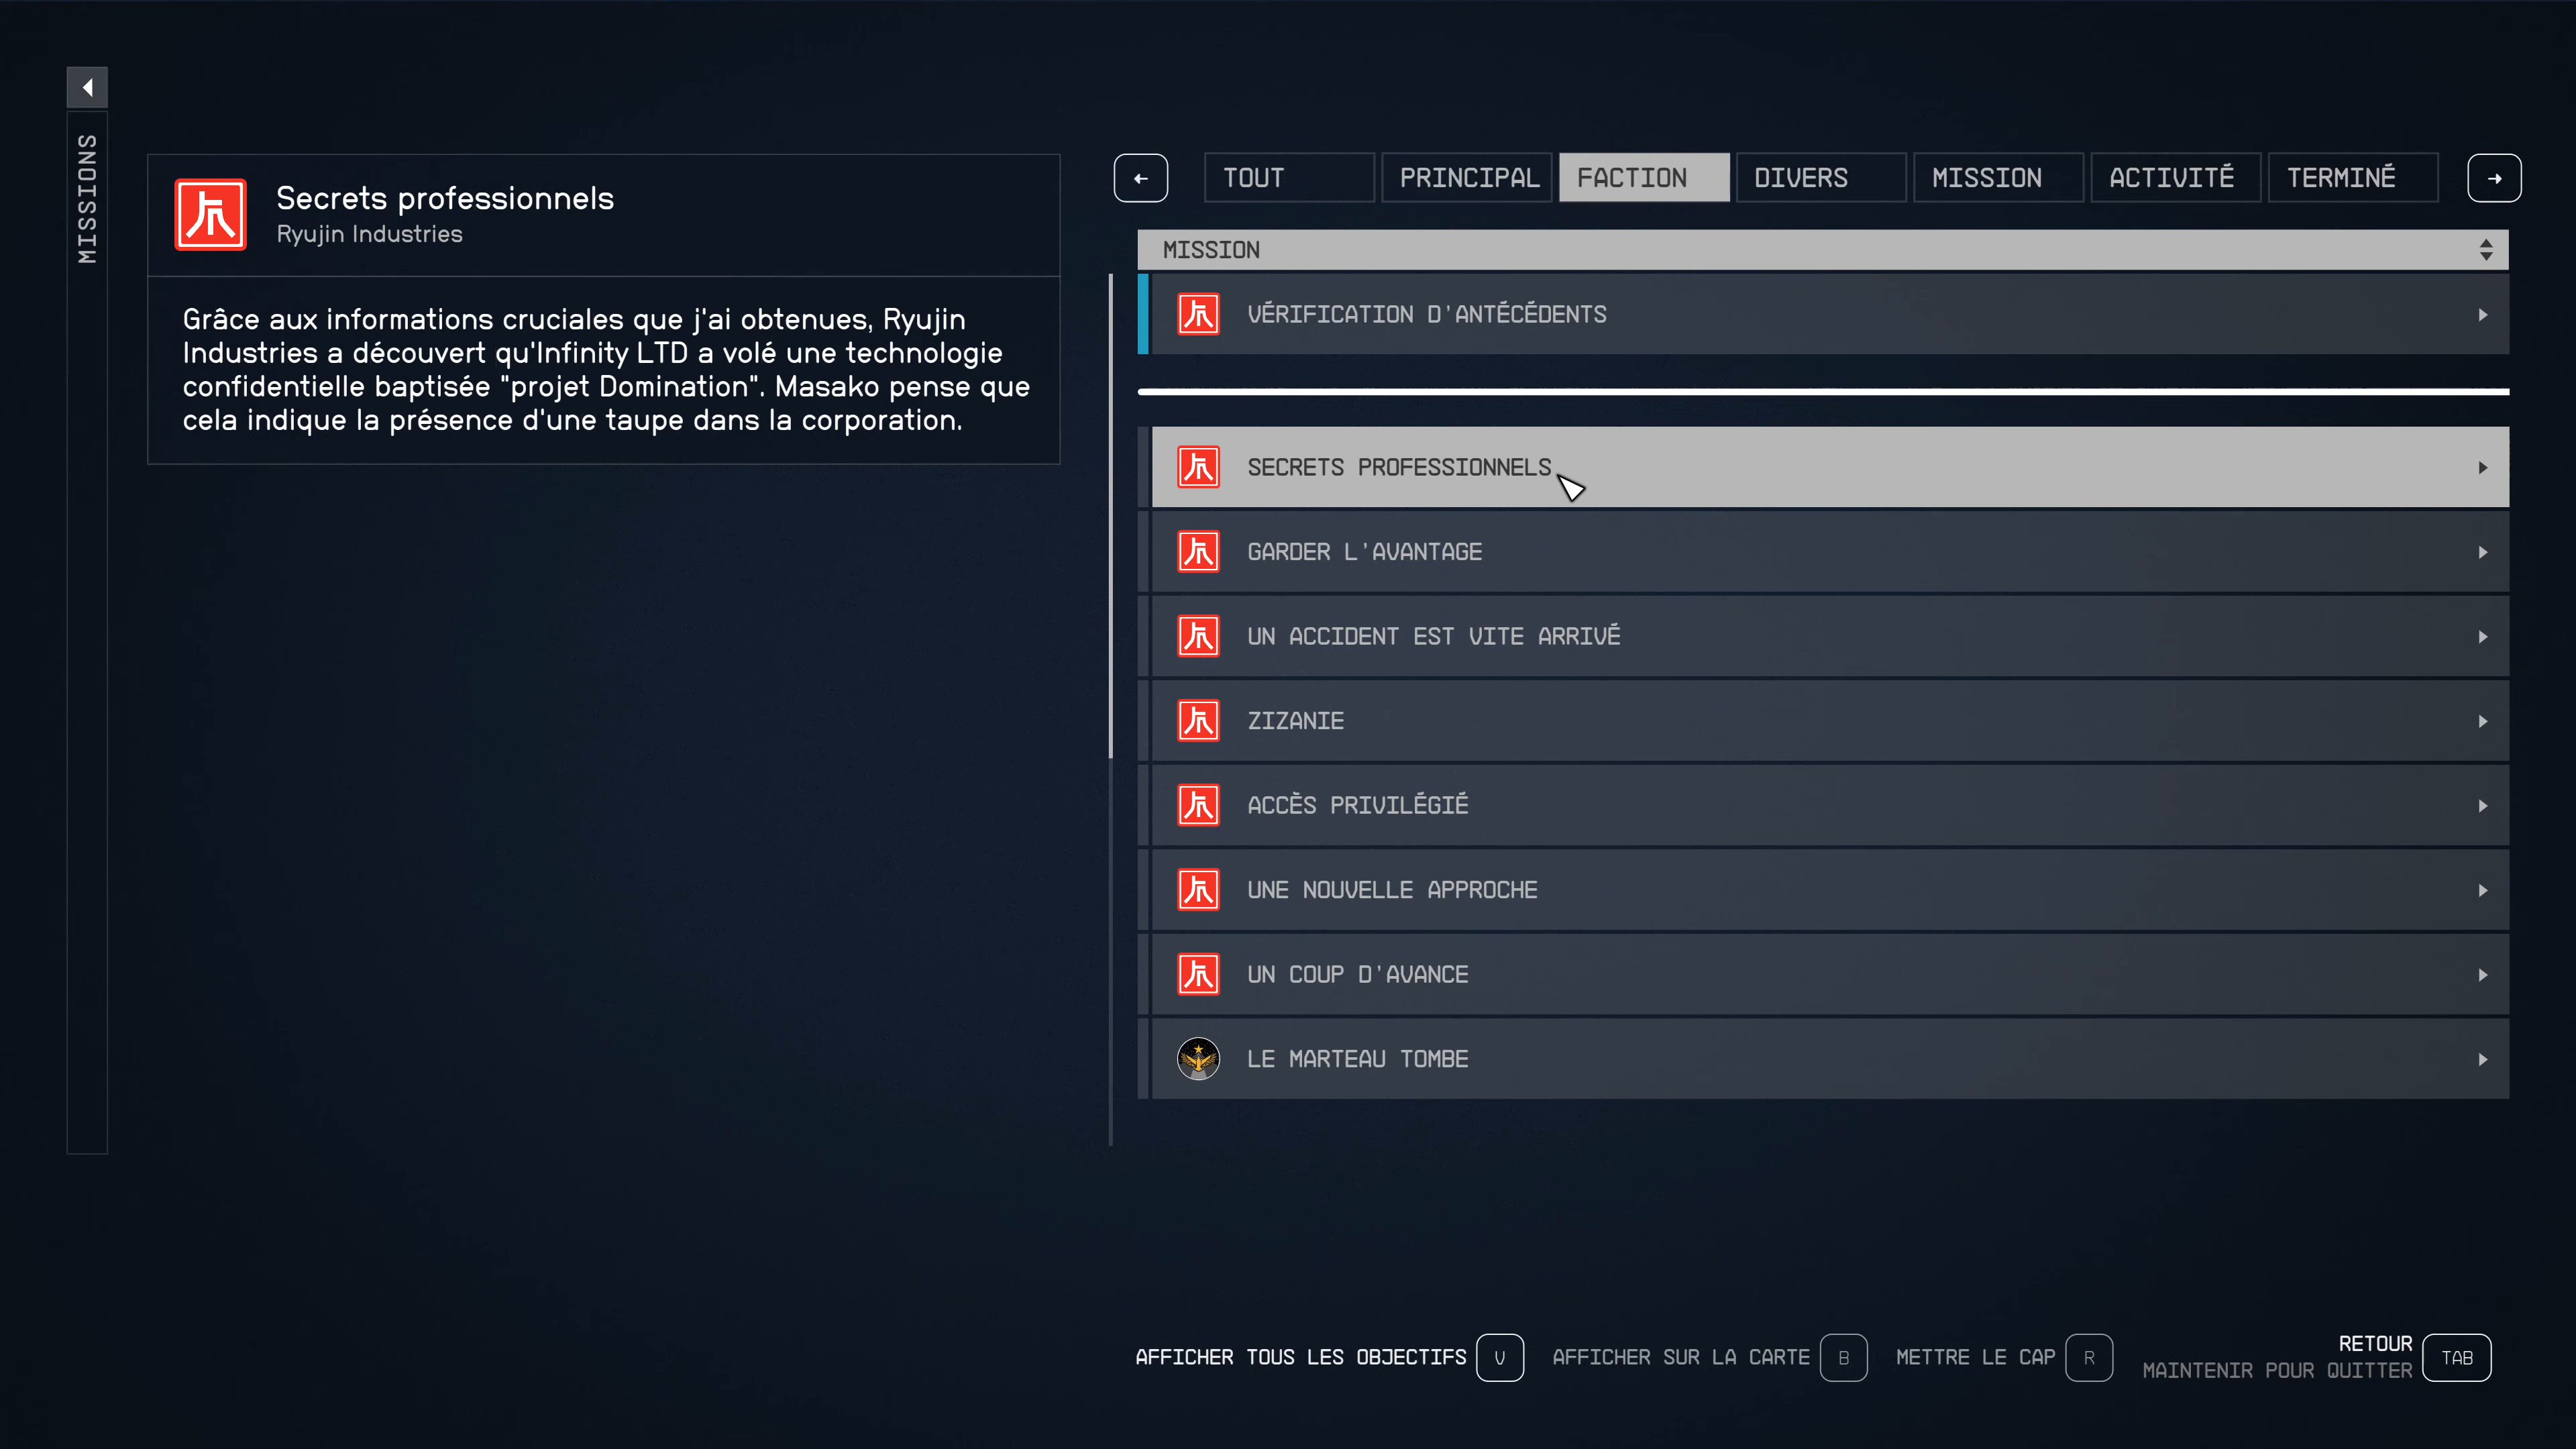 MISSIONS
Secrets professionnels
Ryujin Industries
Grâce aux informations cruciales que j'ai obtenues, Ryujin
Industries a découvert qu'Infinity LTD a volé une technologie
confidentielle baptisée "projet Domination". Masako pense que
cela indique la présence d'une taupe dans la corporation.
TOUT
PRINCIPAL
FACTION
DIVERS
MISSION
ACTIVITÉ
TERMINÉ
MISSION
VÉRIFICATION D'ANTÉCÉDENTS
SECRETS PROFESSIONNELS
GARDER L'AVANTAGE
UN ACCIDENT EST VITE ARRIVÉ
ZIZANIE
ACCÈS PRIVILÉGIÉ
UNE NOUVELLE APPROCHE
UN COUP D'AVANCE
LE MARTEAU TOMBE
AFFICHER TOUS LES OBJECTIFS V
AFFICHER SUR LA CARTE B
METTRE LE CAP R
RETOUR
MAINTENIR POUR QUITTER
TAB